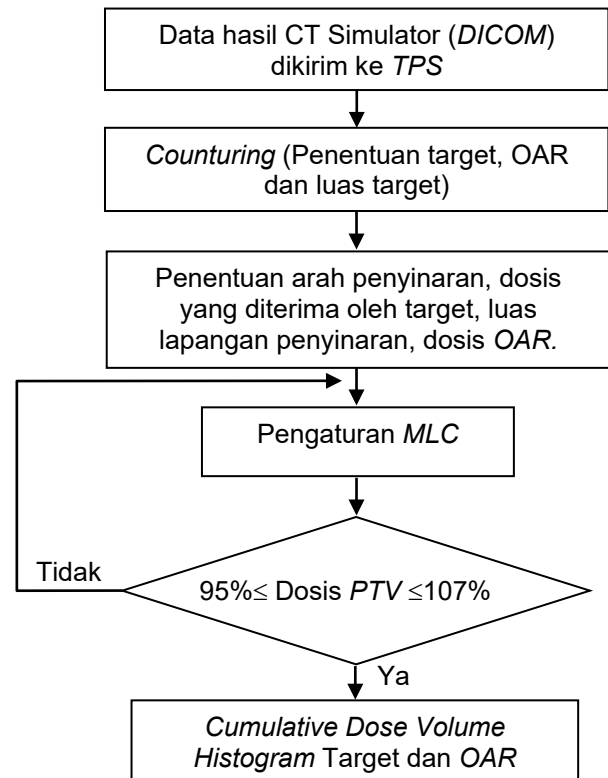 Data hasil CT Simulator (DICOM)
dikirim ke TPS
Counturing (Penentuan target, OAR
dan luas target)
Penentuan arah penyinaran, dosis
yang diterima oleh target, luas
lapangan penyinaran, dosis OAR.
Pengaturan MLC
Tidak
95%≤ Dosis PTV ≤107%
Ya
Cumulative Dose Volume
Histogram Target dan OAR